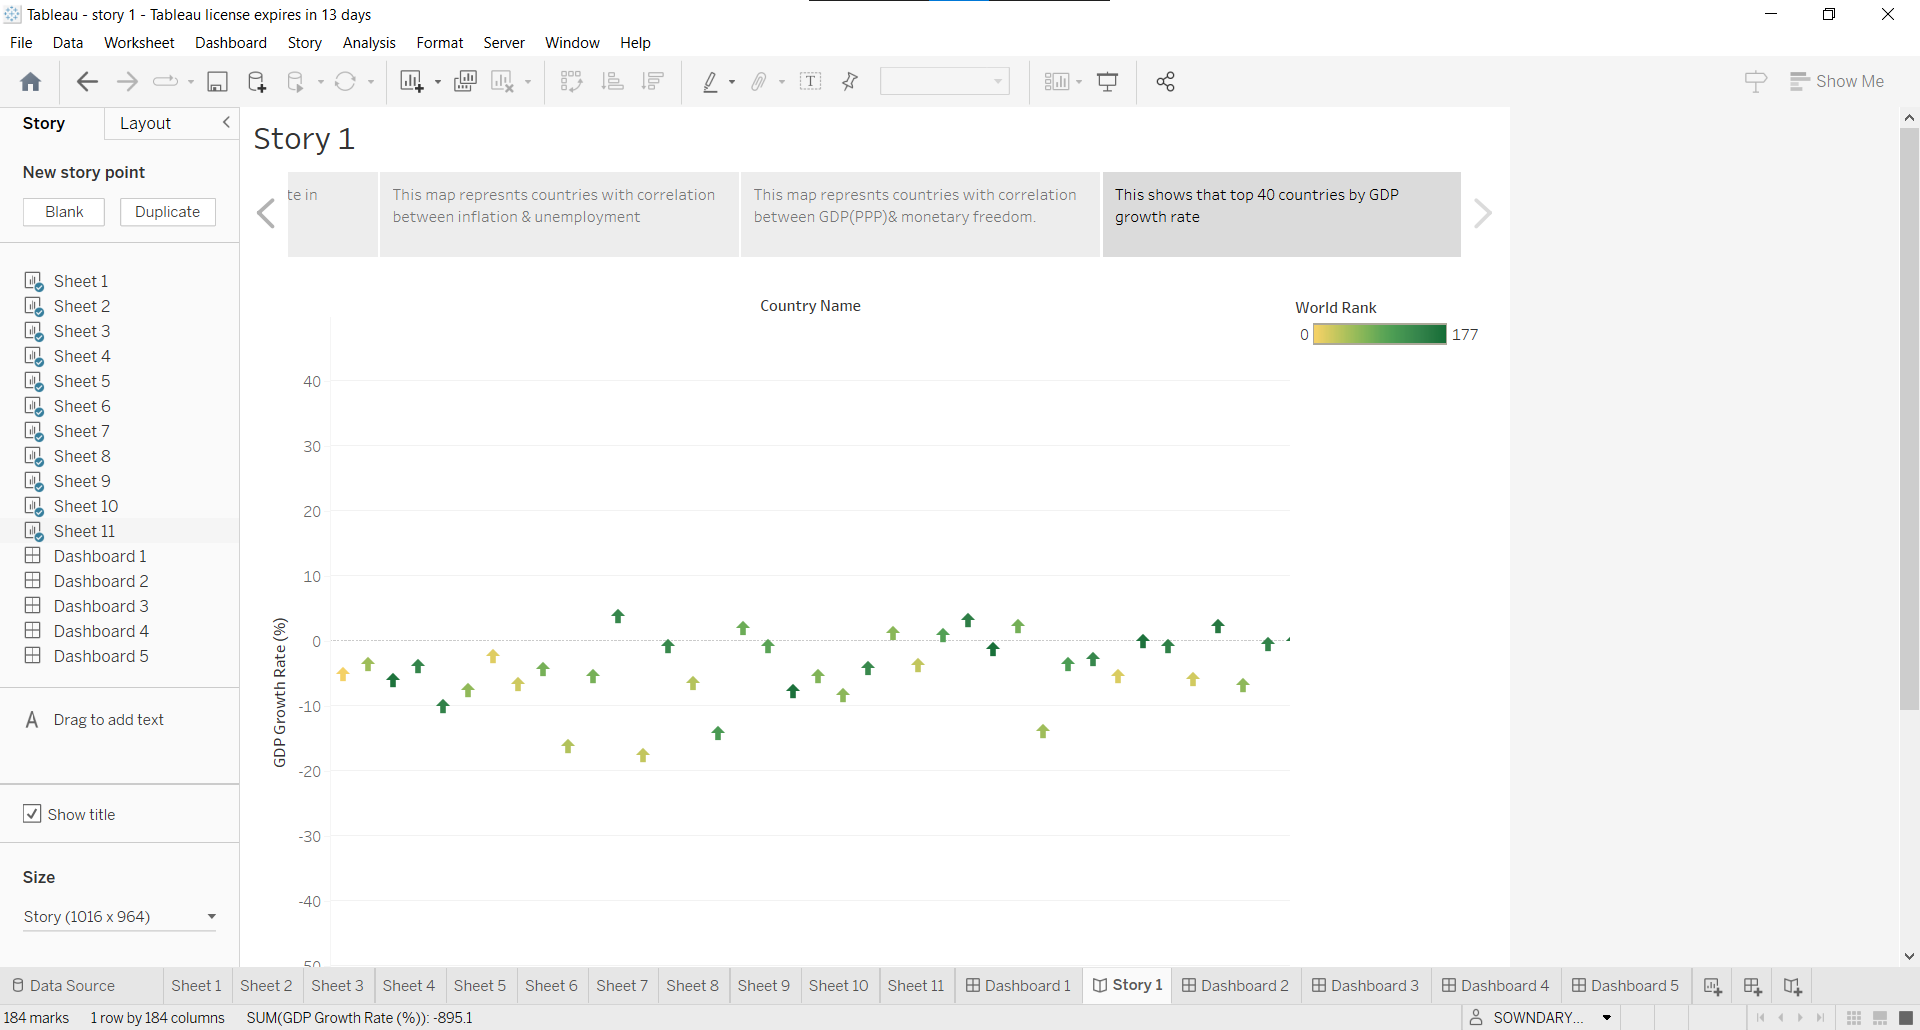 Tableau - story 1 - Tableau license expires in 13 days
File Data Worksheet Dashboard Story Analysis Format Server Window Help
Show Me
Story Layout
New story point
Blank Duplicate
Sheet 1
Sheet 2
Sheet 3
Sheet 4
Sheet 5
Sheet 6
Sheet 7
Sheet 8
Sheet 9
Sheet 10
Sheet 11
Dashboard 1
Dashboard 2
Dashboard 3
Dashboard 4
Dashboard 5
A Drag to add text
Show title
Size
Story (1016 x 964)
Story 1
te in
This map represnts countries with correlation
between inflation & unemployment
This map represnts countries with correlation
between GDP(PPP)& monetary freedom.
This shows that top 40 countries by GDP
growth rate
Country Name
World Rank
0 177
40
30
20
10
0
-10
-20
-30
-40
GDP Growth Rate (%)
Data Source Sheet 1 Sheet 2 Sheet 3 Sheet 4 Sheet 5 Sheet 6 Sheet 7 Sheet 8 Sheet 9 Sheet 10 Sheet 11 Dashboard 1 Story 1 Dashboard 2 Dashboard 3 Dashboard 4 Dashboard 5
184 marks 1 row by 184 columns SUM(GDP Growth Rate (%)): -895.1 SOWNDARY...